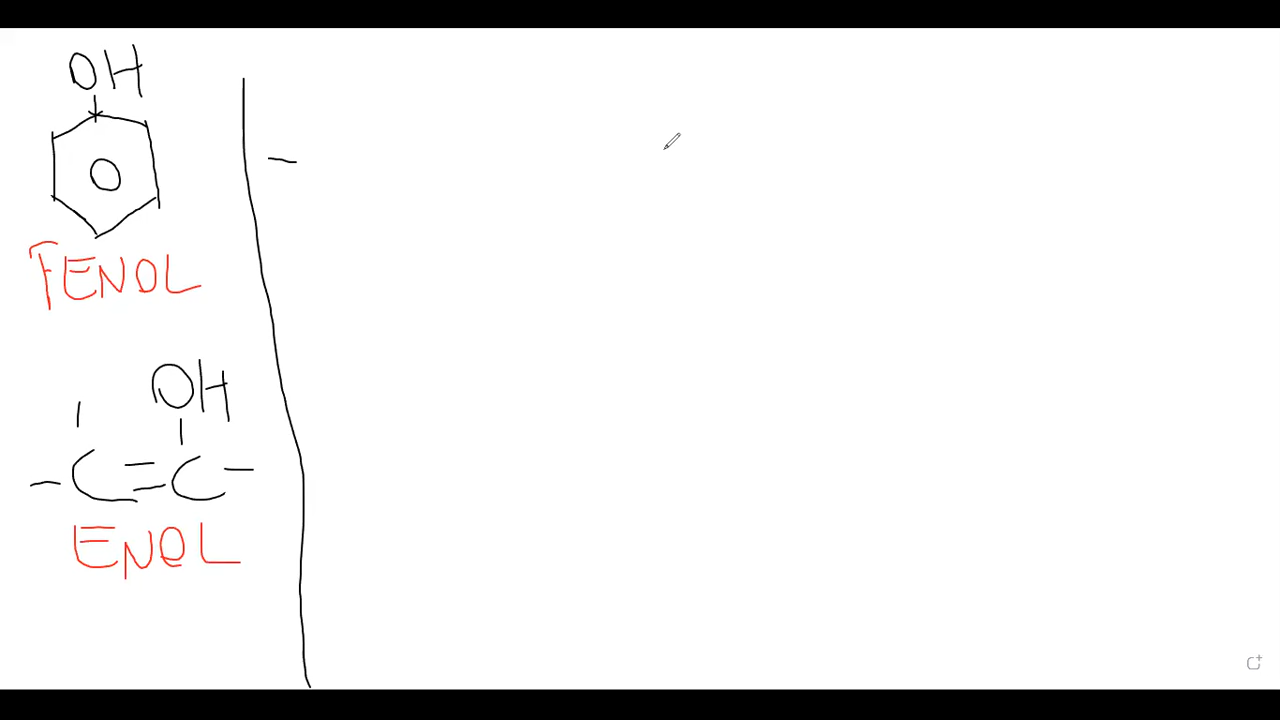 OH
FENOL
OH
- C = C -
ENOL